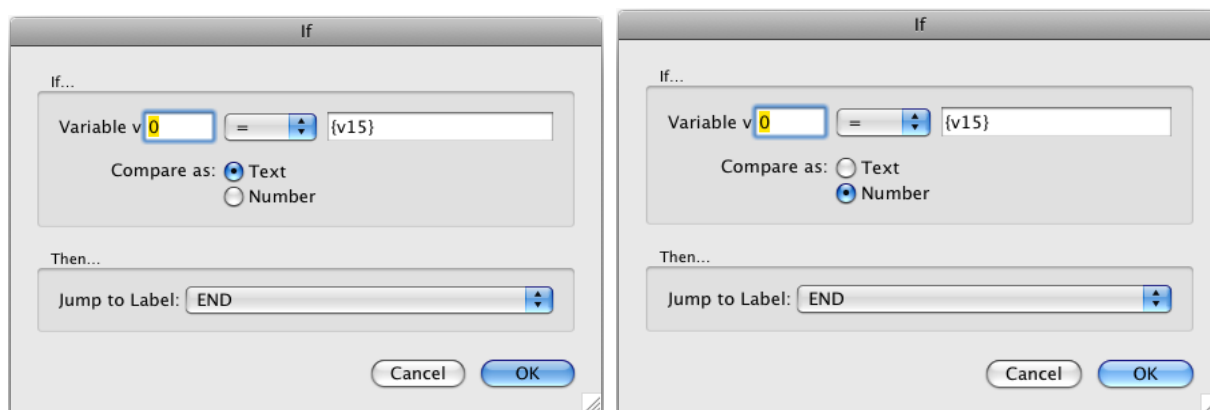 If
If...
Variable v 0 = {v15}
Compare as: Text
Number
Then...
Jump to Label: END
Cancel OK
If
If...
Variable v 0 = {v15}
Compare as: Text
Number
Then...
Jump to Label: END
Cancel OK